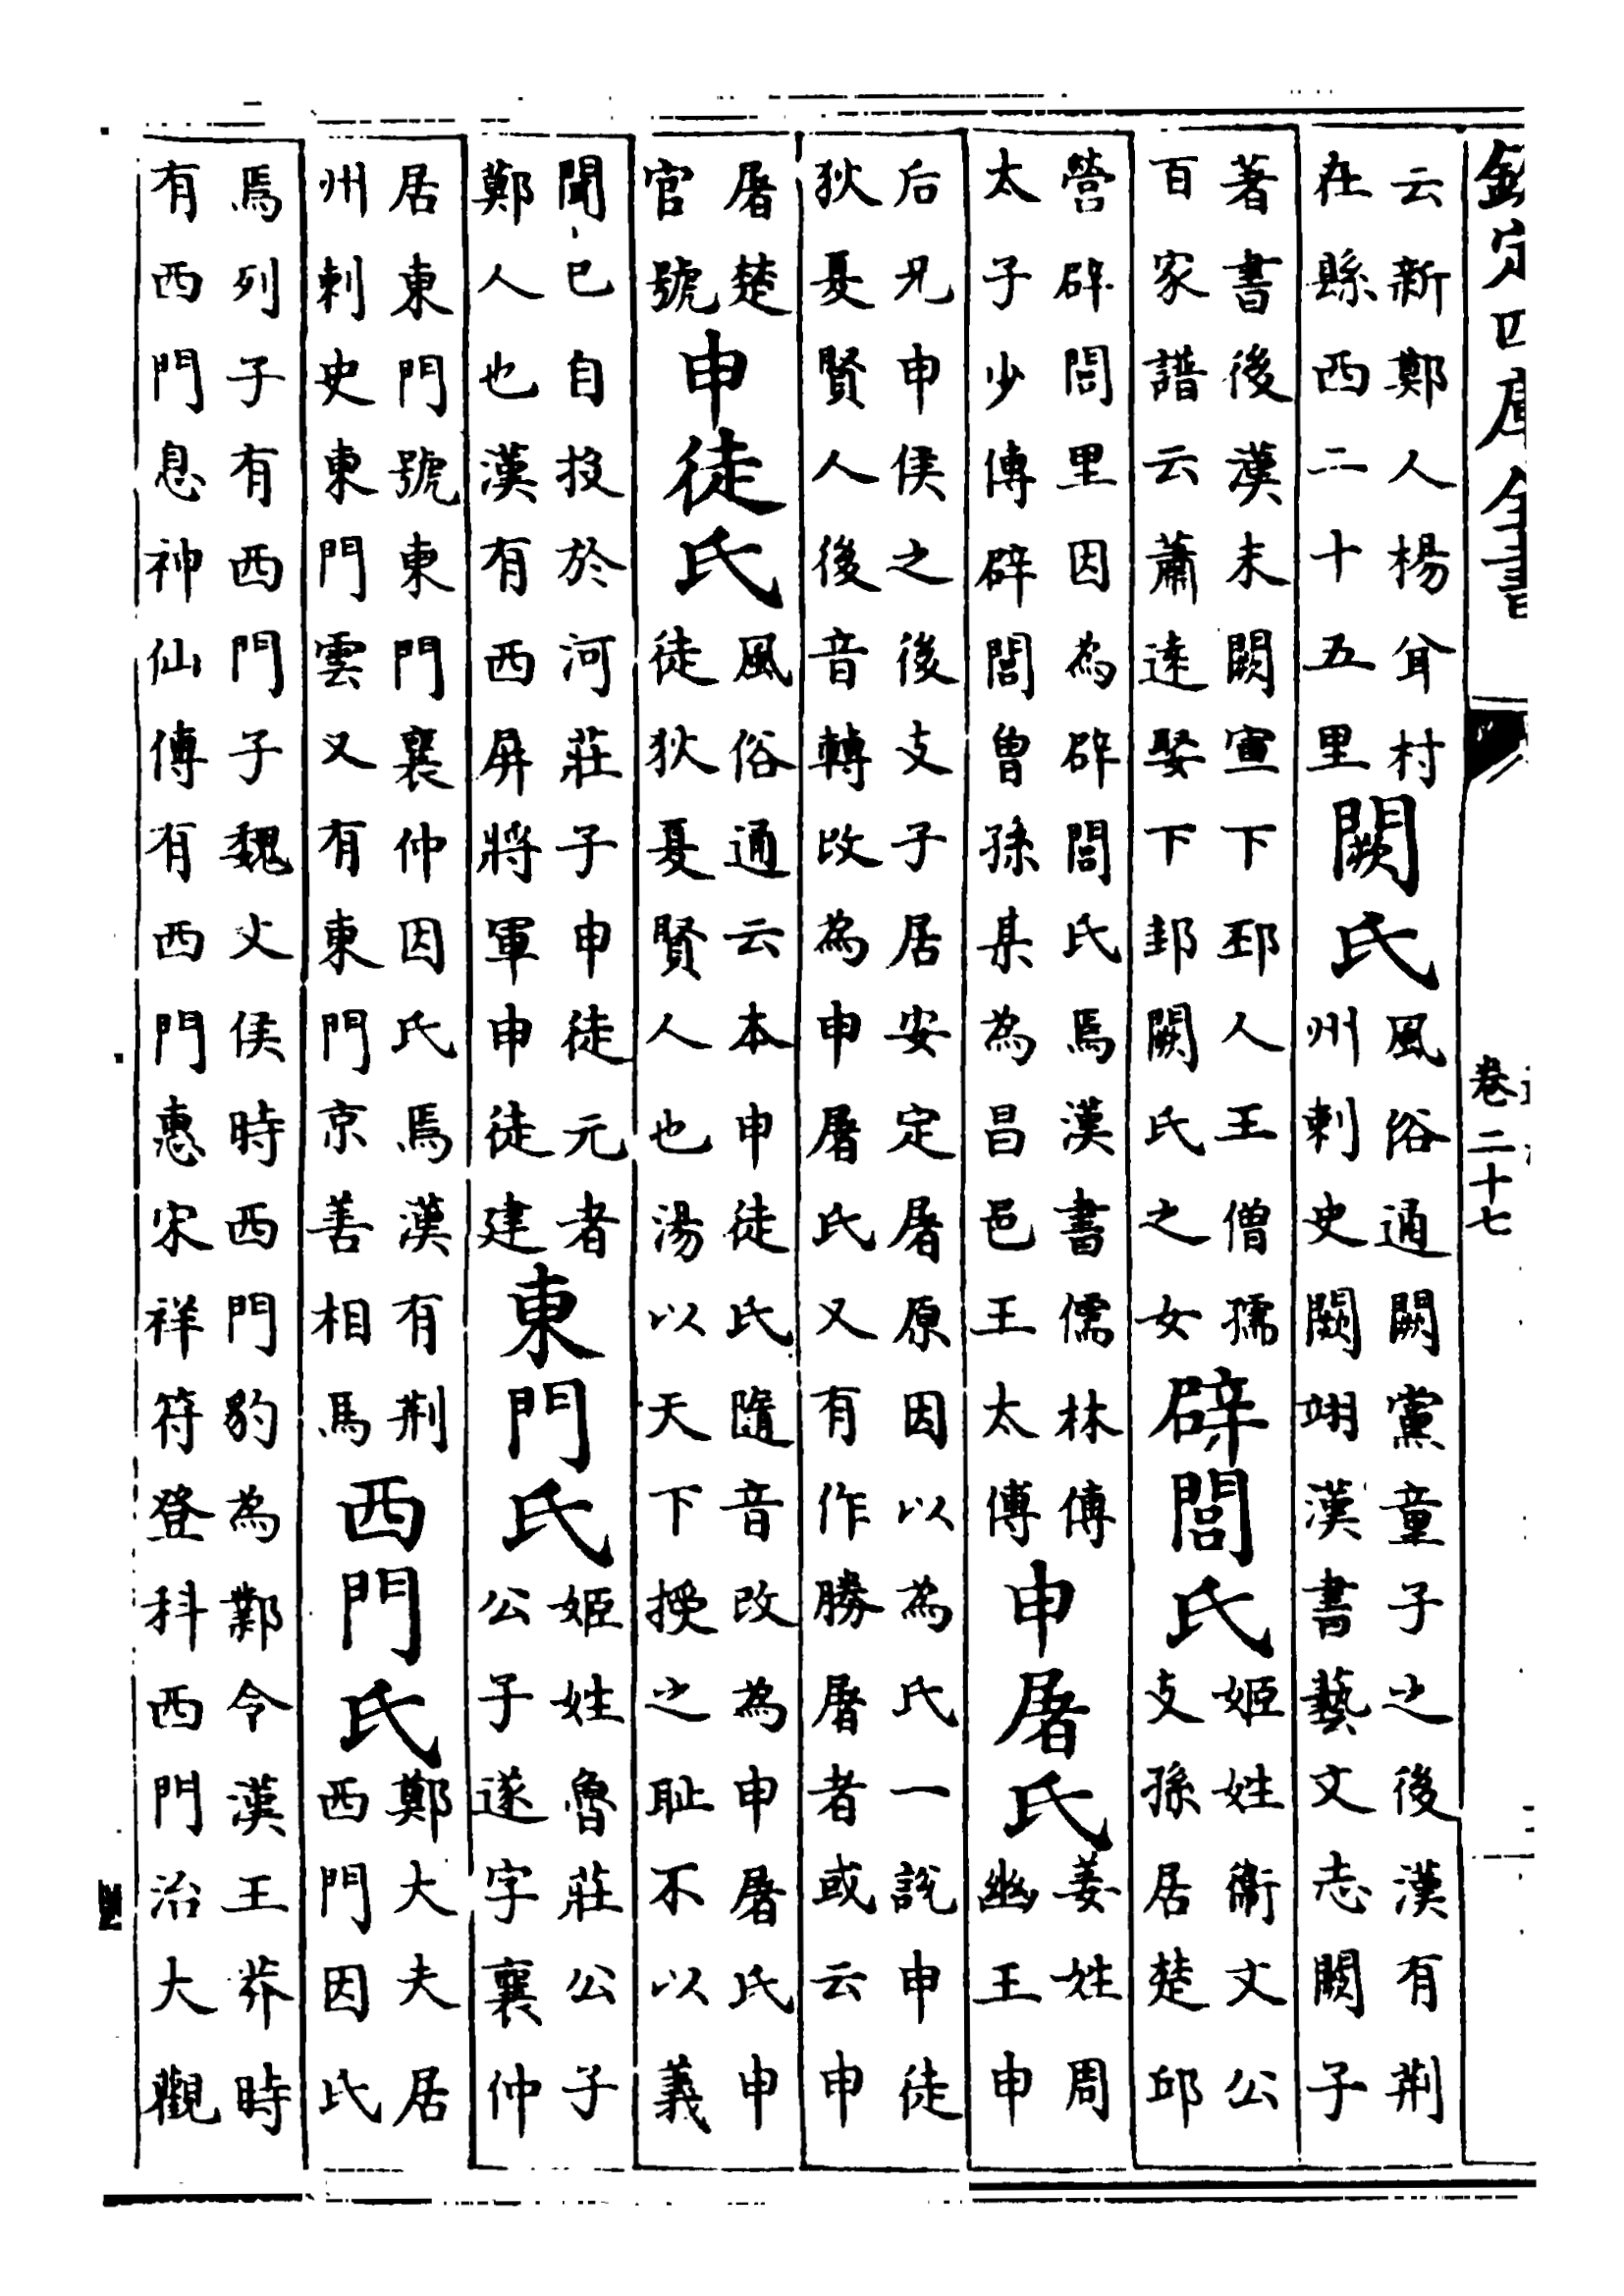 欽定四庫全書
卷二十七
云新鄭人楊村
在縣西二十五里
闕氏
風俗通闕黨童子之後漢有荆
州刺史闕翊漢書藝文志闕子
著書後漢末闕宣下邳人王僧孺
百家譜云蕭逺娶下邽闕氏之女
辟閭氏
姬姓衞文公
支孫居楚邱
營辟閭里因為辟閭氏焉漢書儒林傳
太子少傅辟閭曽孫某為昌邑王太傅
申屠氏
姜姓周
幽王申
后兄申侯之後支子居安定屠原因以為氏一說申徒
狄夏賢人後音轉改為申屠氏又有作勝屠者或云申
屠楚
官號
申徒氏
風俗通云本申徒氏隨音改為申屠氏申
徒狄夏賢人也湯以天下授之耻不以義
聞已自投於河莊子申徒元者
鄭人也漢有西屏將軍申徒建
東門氏
姬姓魯莊公子
公子遂字襄仲
居東門號東門襄仲因氏焉漢有荆
州刺史東門雲又有東門京善相馬
西門氏
鄭大夫居
西門因氏
焉列子有西門子魏文侯時西門豹為鄴令漢王莽時
有西門息神仙傳有西門惠宋祥符登科西門治大觀